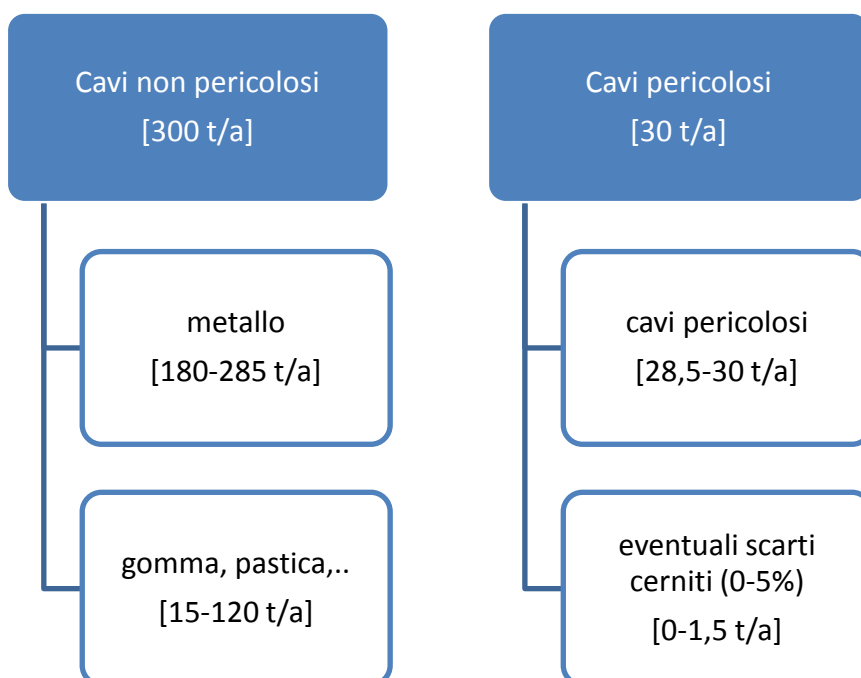 Cavi non pericolosi
[300 t/a]
metallo
[180-285 t/a]
gomma, pastica,..
[15-120 t/a]
Cavi pericolosi
[30 t/a]
cavi pericolosi
[28,5-30 t/a]
eventuali scarti
cerniti (0-5%)
[0-1,5 t/a]